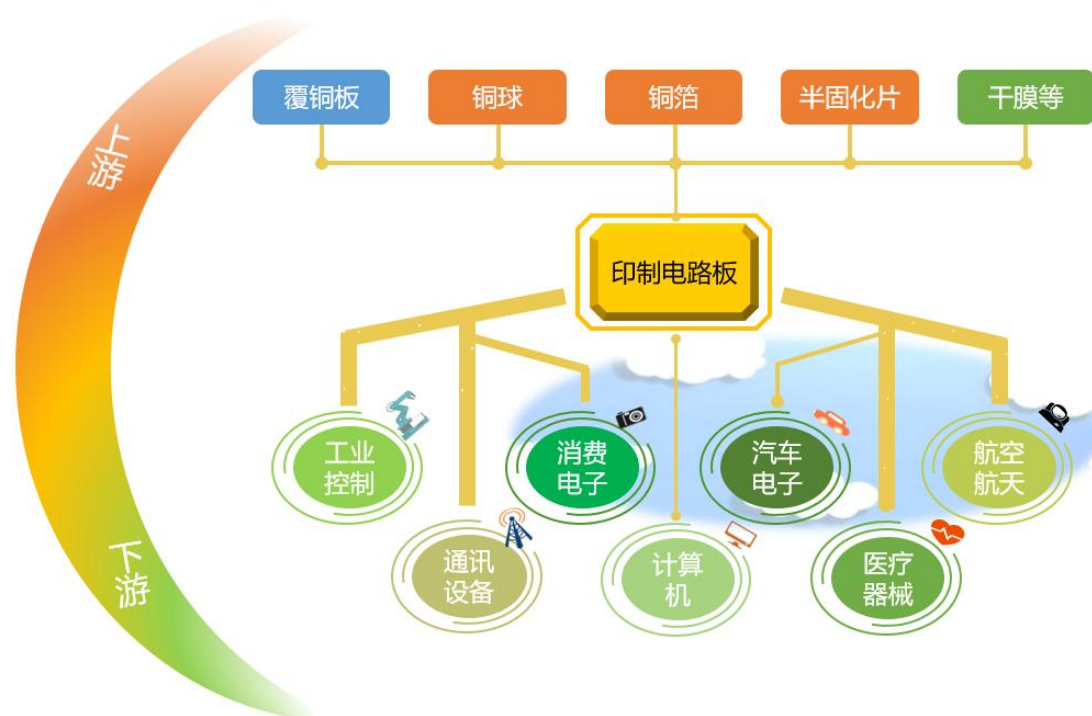 上游
覆铜板
铜球
铜箔
半固化片
干膜等
印制电路板
工业
控制
消费
电子
汽车
电子
航空
航天
通讯
设备
计算
机
医疗
器械
下游